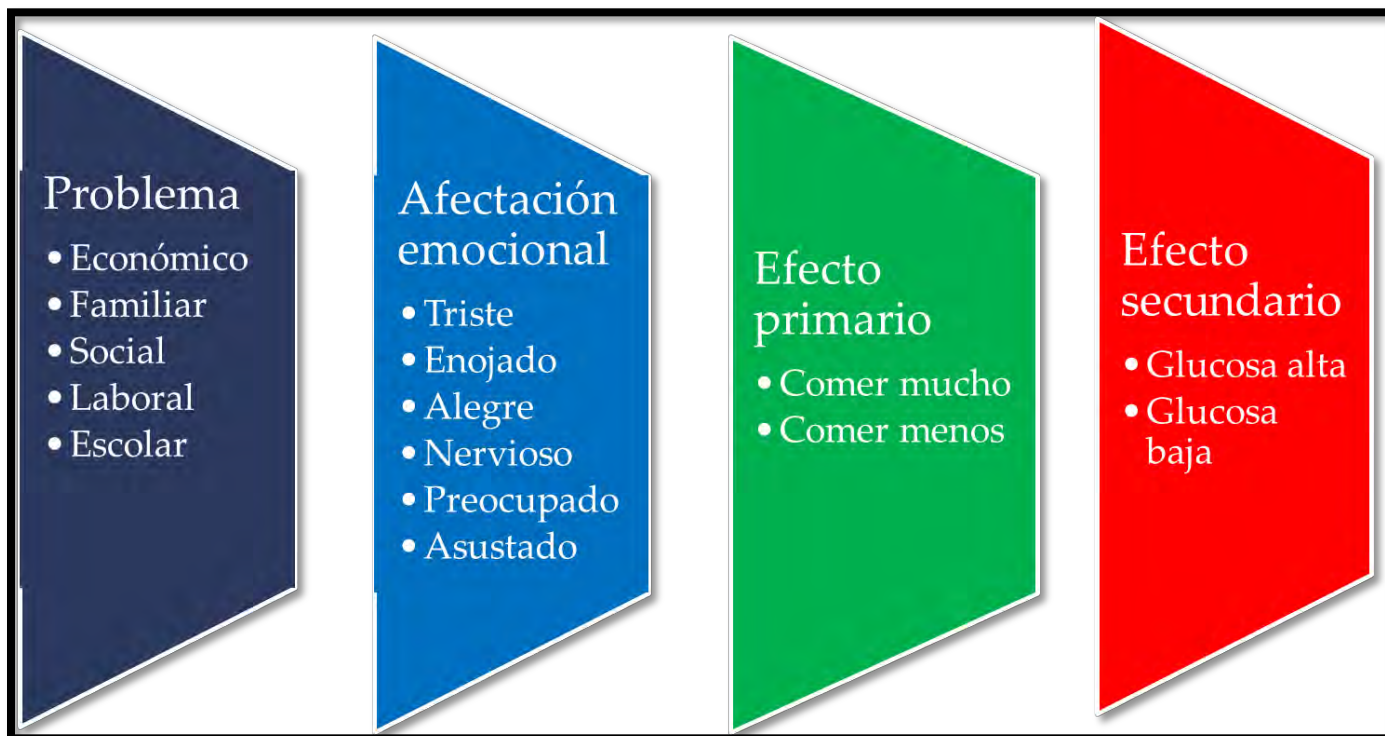 Problema
• Económico
• Familiar
• Social
• Laboral
• Escolar
Afectación
emocional
• Triste
• Enojado
• Alegre
• Nervioso
• Preocupado
• Asustado
Efecto
primario
• Comer mucho
• Comer menos
Efecto
secundario
• Glucosa alta
• Glucosa
baja